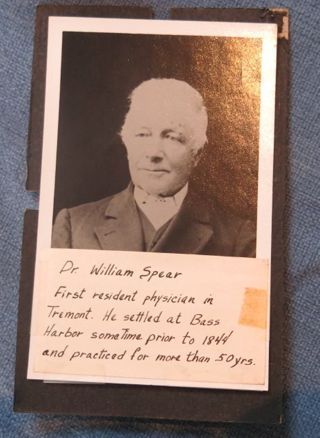 Dr. William Spear
First resident physician in
Tremont. He settled at Bass
Harbor sometime prior to 1844
and practiced for more than 50 yrs.